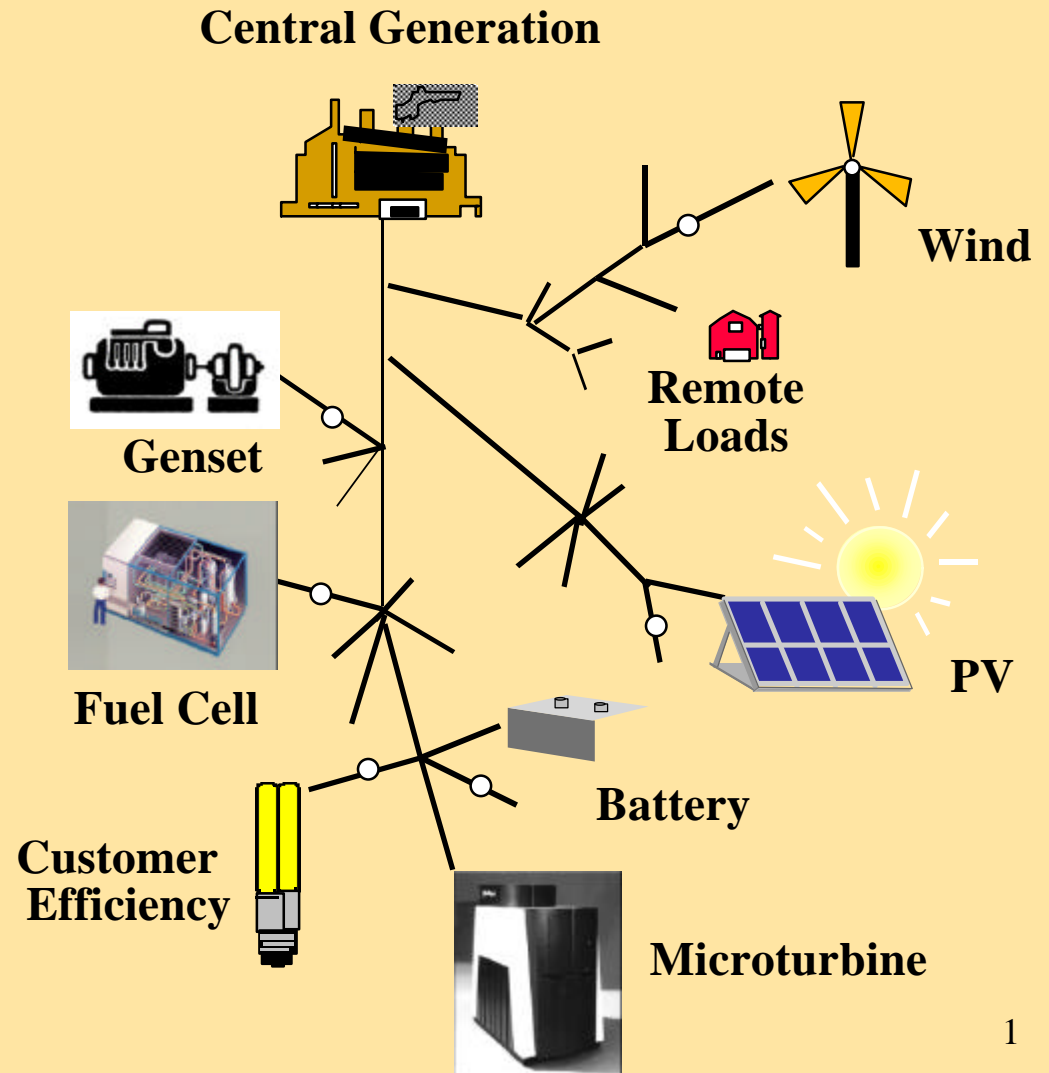 Central Generation
Wind
Remote
Loads
Genset
PV
Fuel Cell
Battery
Customer
Efficiency
Microturbine
1